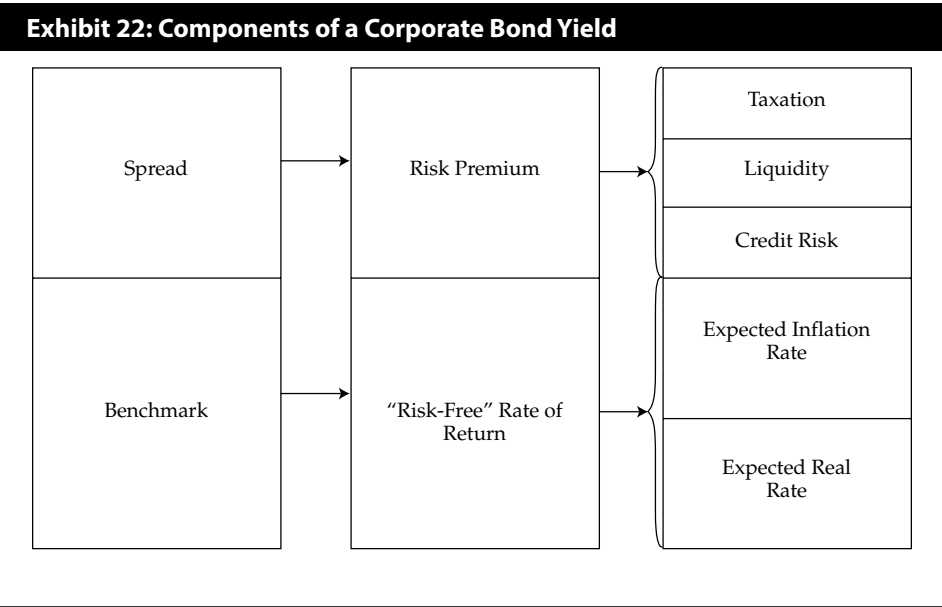 Exhibit 22: Components of a Corporate Bond Yield
Spread
Risk Premium
Taxation
Liquidity
Credit Risk
Benchmark
“Risk-Free” Rate of
Return
Expected Inflation
Rate
Expected Real
Rate